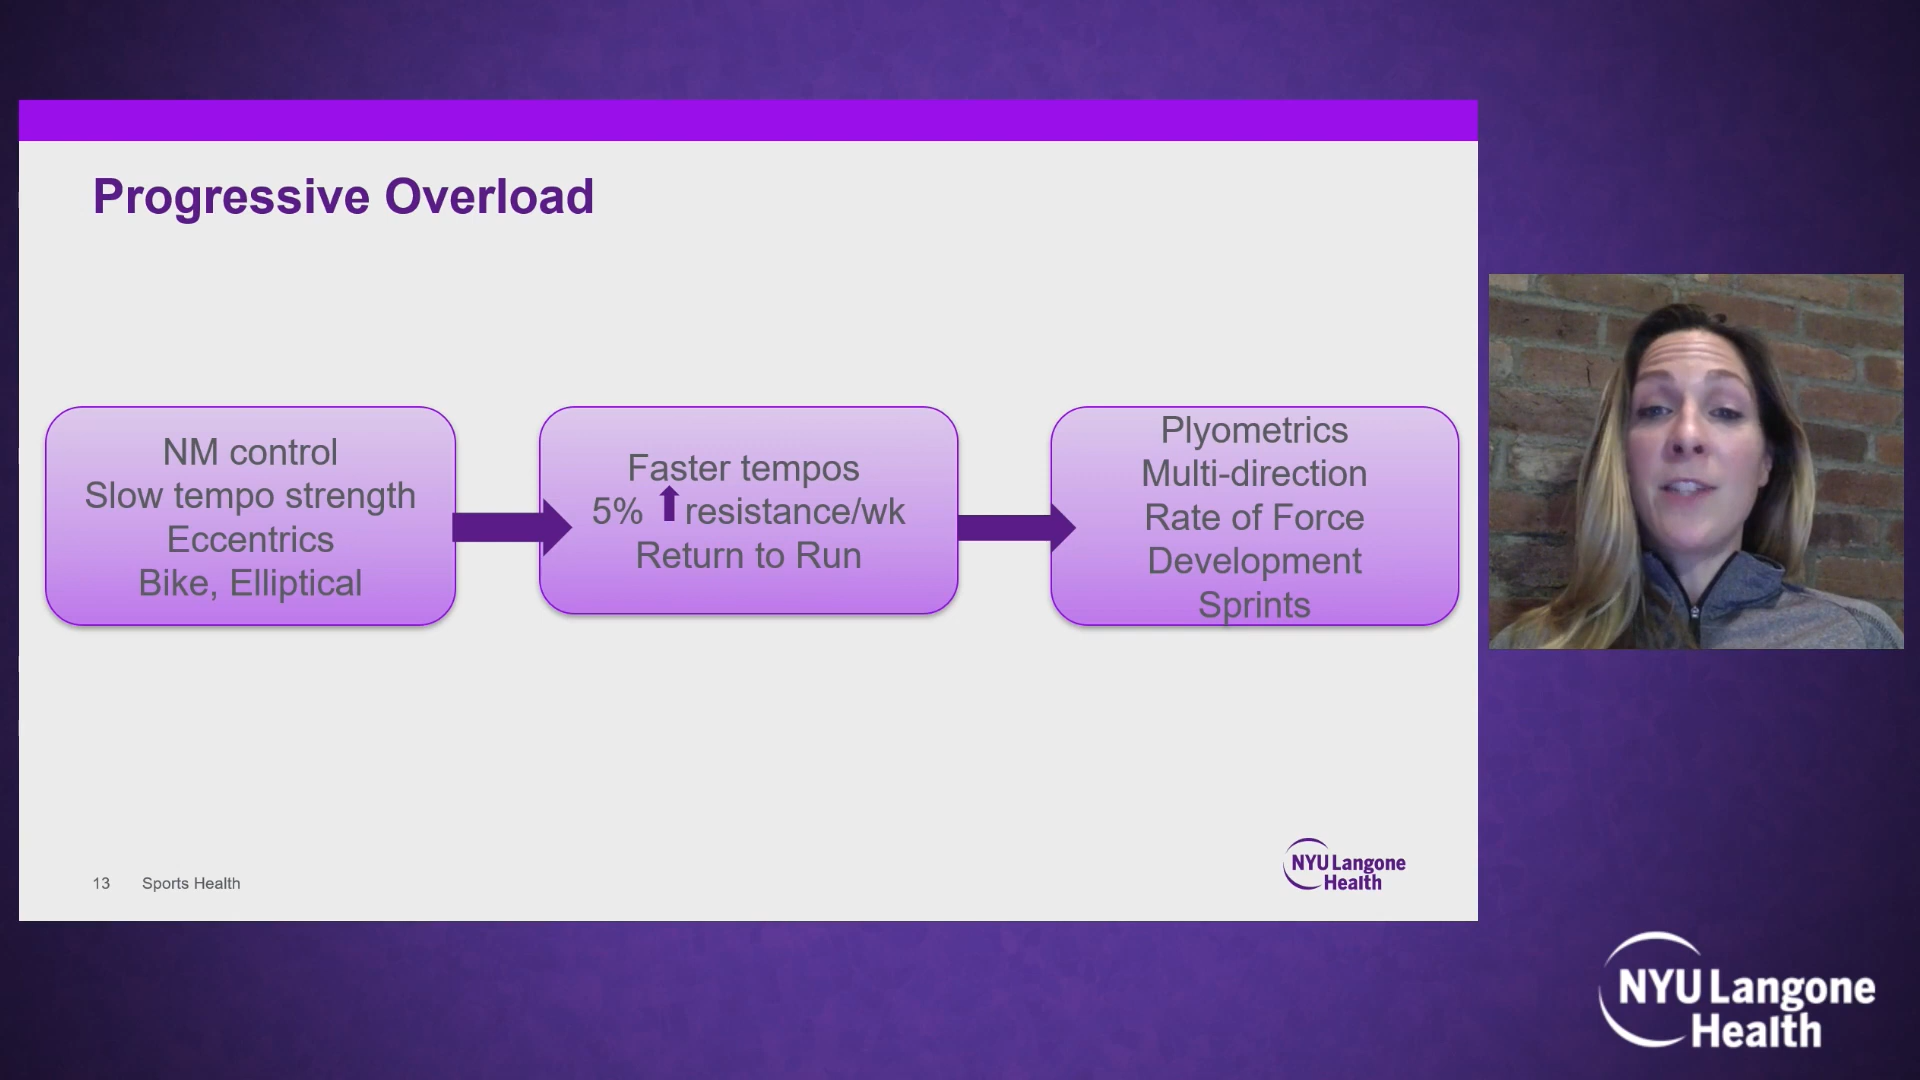 Progressive Overload
NM control
Slow tempo strength
Eccentrics
Bike, Elliptical
Faster tempos
5% ⬆ resistance/wk
Return to Run
Plyometrics
Multi-direction
Rate of Force
Development
Sprints
13 Sports Health
NYU Langone
Health
NYU Langone
Health